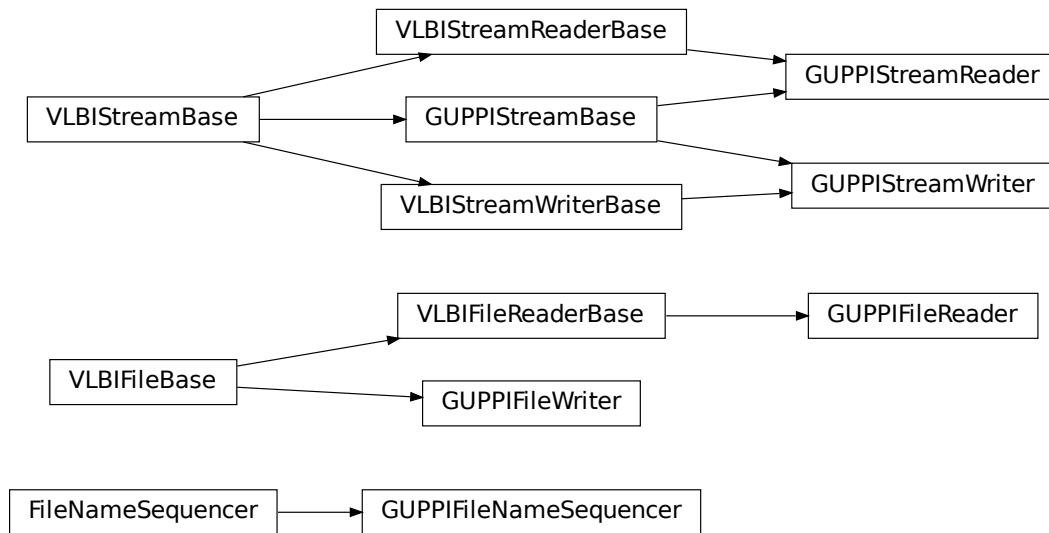 VLBIStreamReaderBase
GUPPIStreamReader
VLBIStreamBase
GUPPIStreamBase
GUPPIStreamWriter
VLBIStreamWriterBase
VLBIFileReaderBase
GUPPIFileReader
VLBIFileBase
GUPPIFileWriter
FileNameSequencer
GUPPIFileNameSequencer